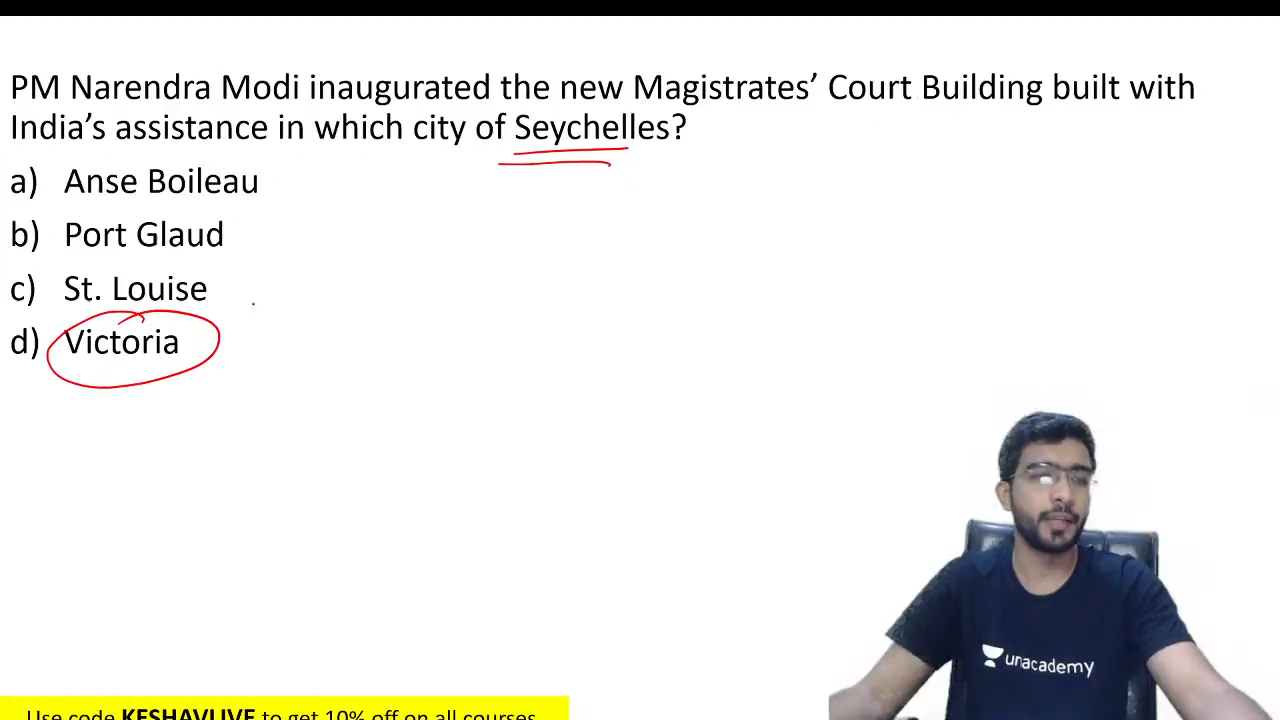 PM Narendra Modi inaugurated the new Magistrates’ Court Building built with
India’s assistance in which city of Seychelles?
a) Anse Boileau
b) Port Glaud
c) St. Louise
d) Victoria
unacademy
Use code KESHAVLIVE to get 10% off on all courses